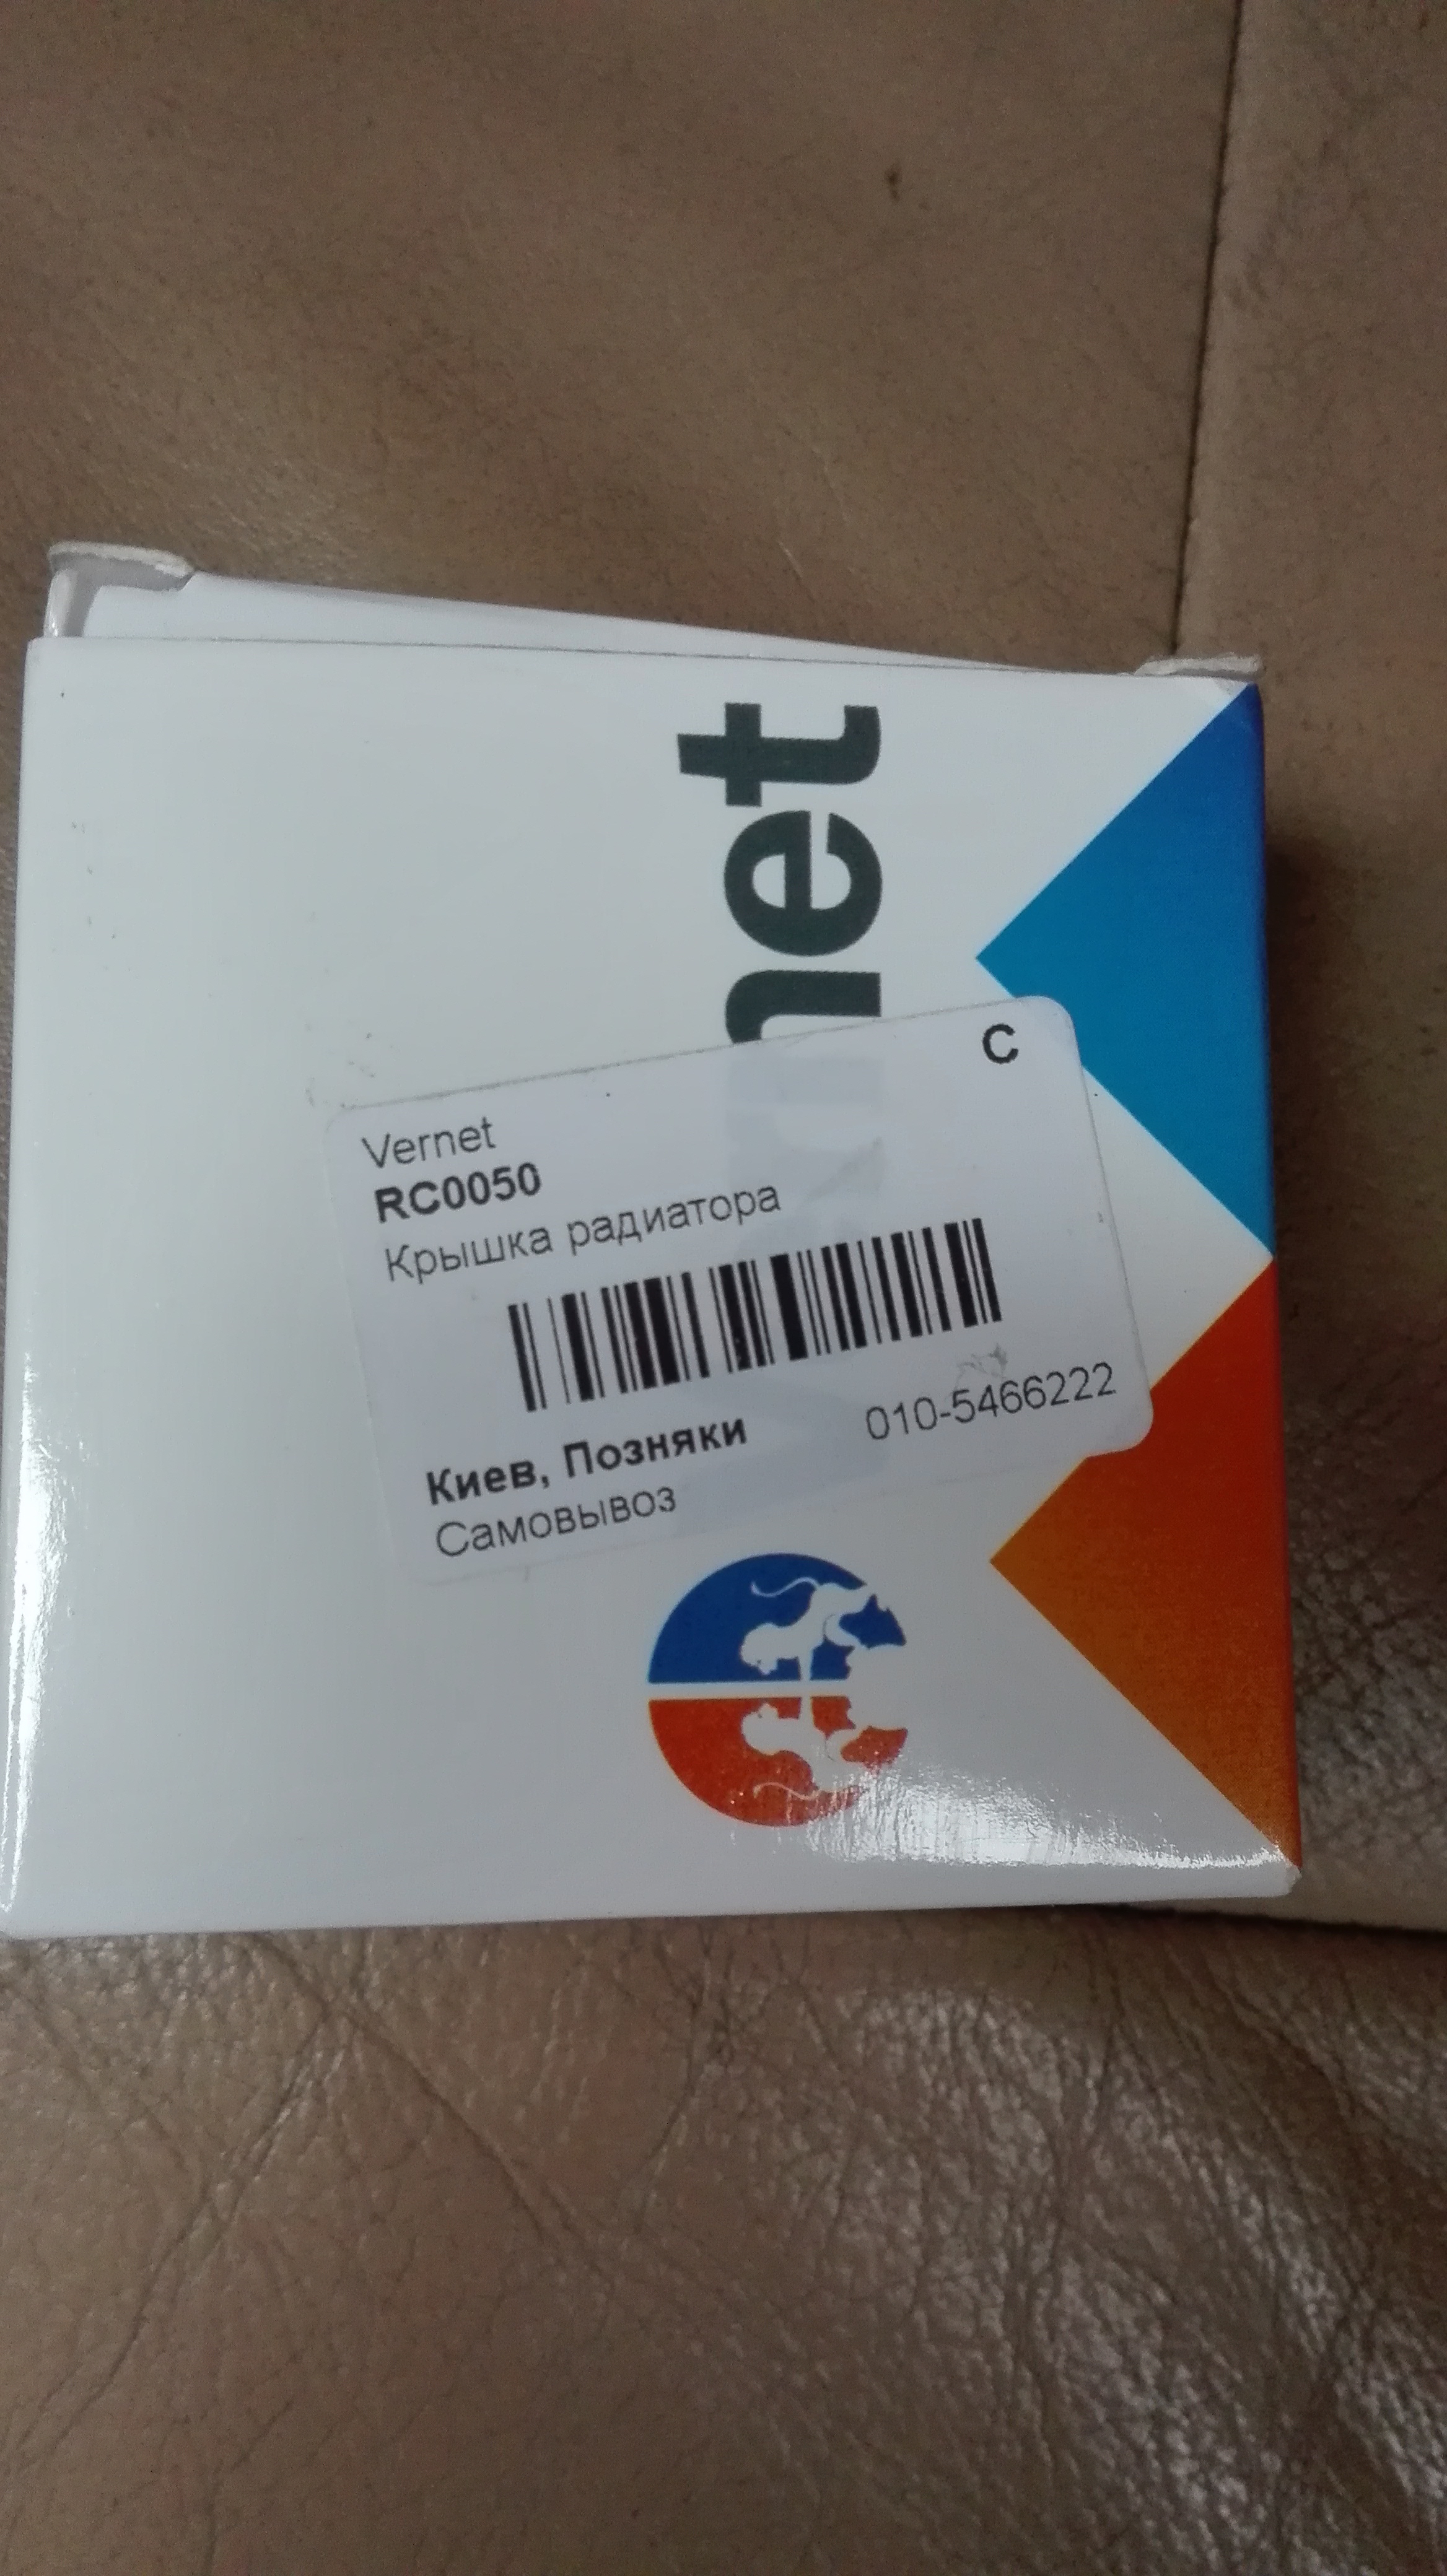 net
C
Vernet
RC0050
Крышка радиатора
010-5466222
Киев, Позняки
Самовывоз